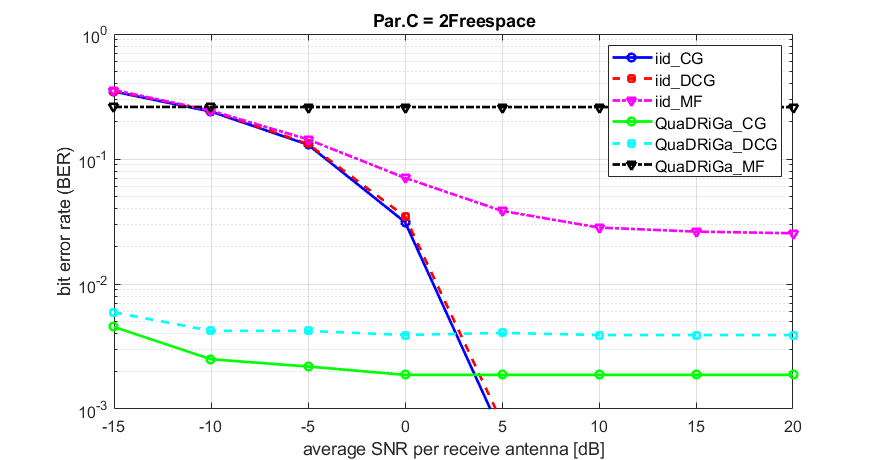 Par.C = 2Freespace
10^0
10^-1
10^-2
10^-3
bit error rate (BER)
iid_CG
iid_DCG
iid_MF
QuaDRiGa_CG
QuaDRiGa_DCG
QuaDRiGa_MF
-15 -10 -5 0 5 10 15 20
average SNR per receive antenna [dB]